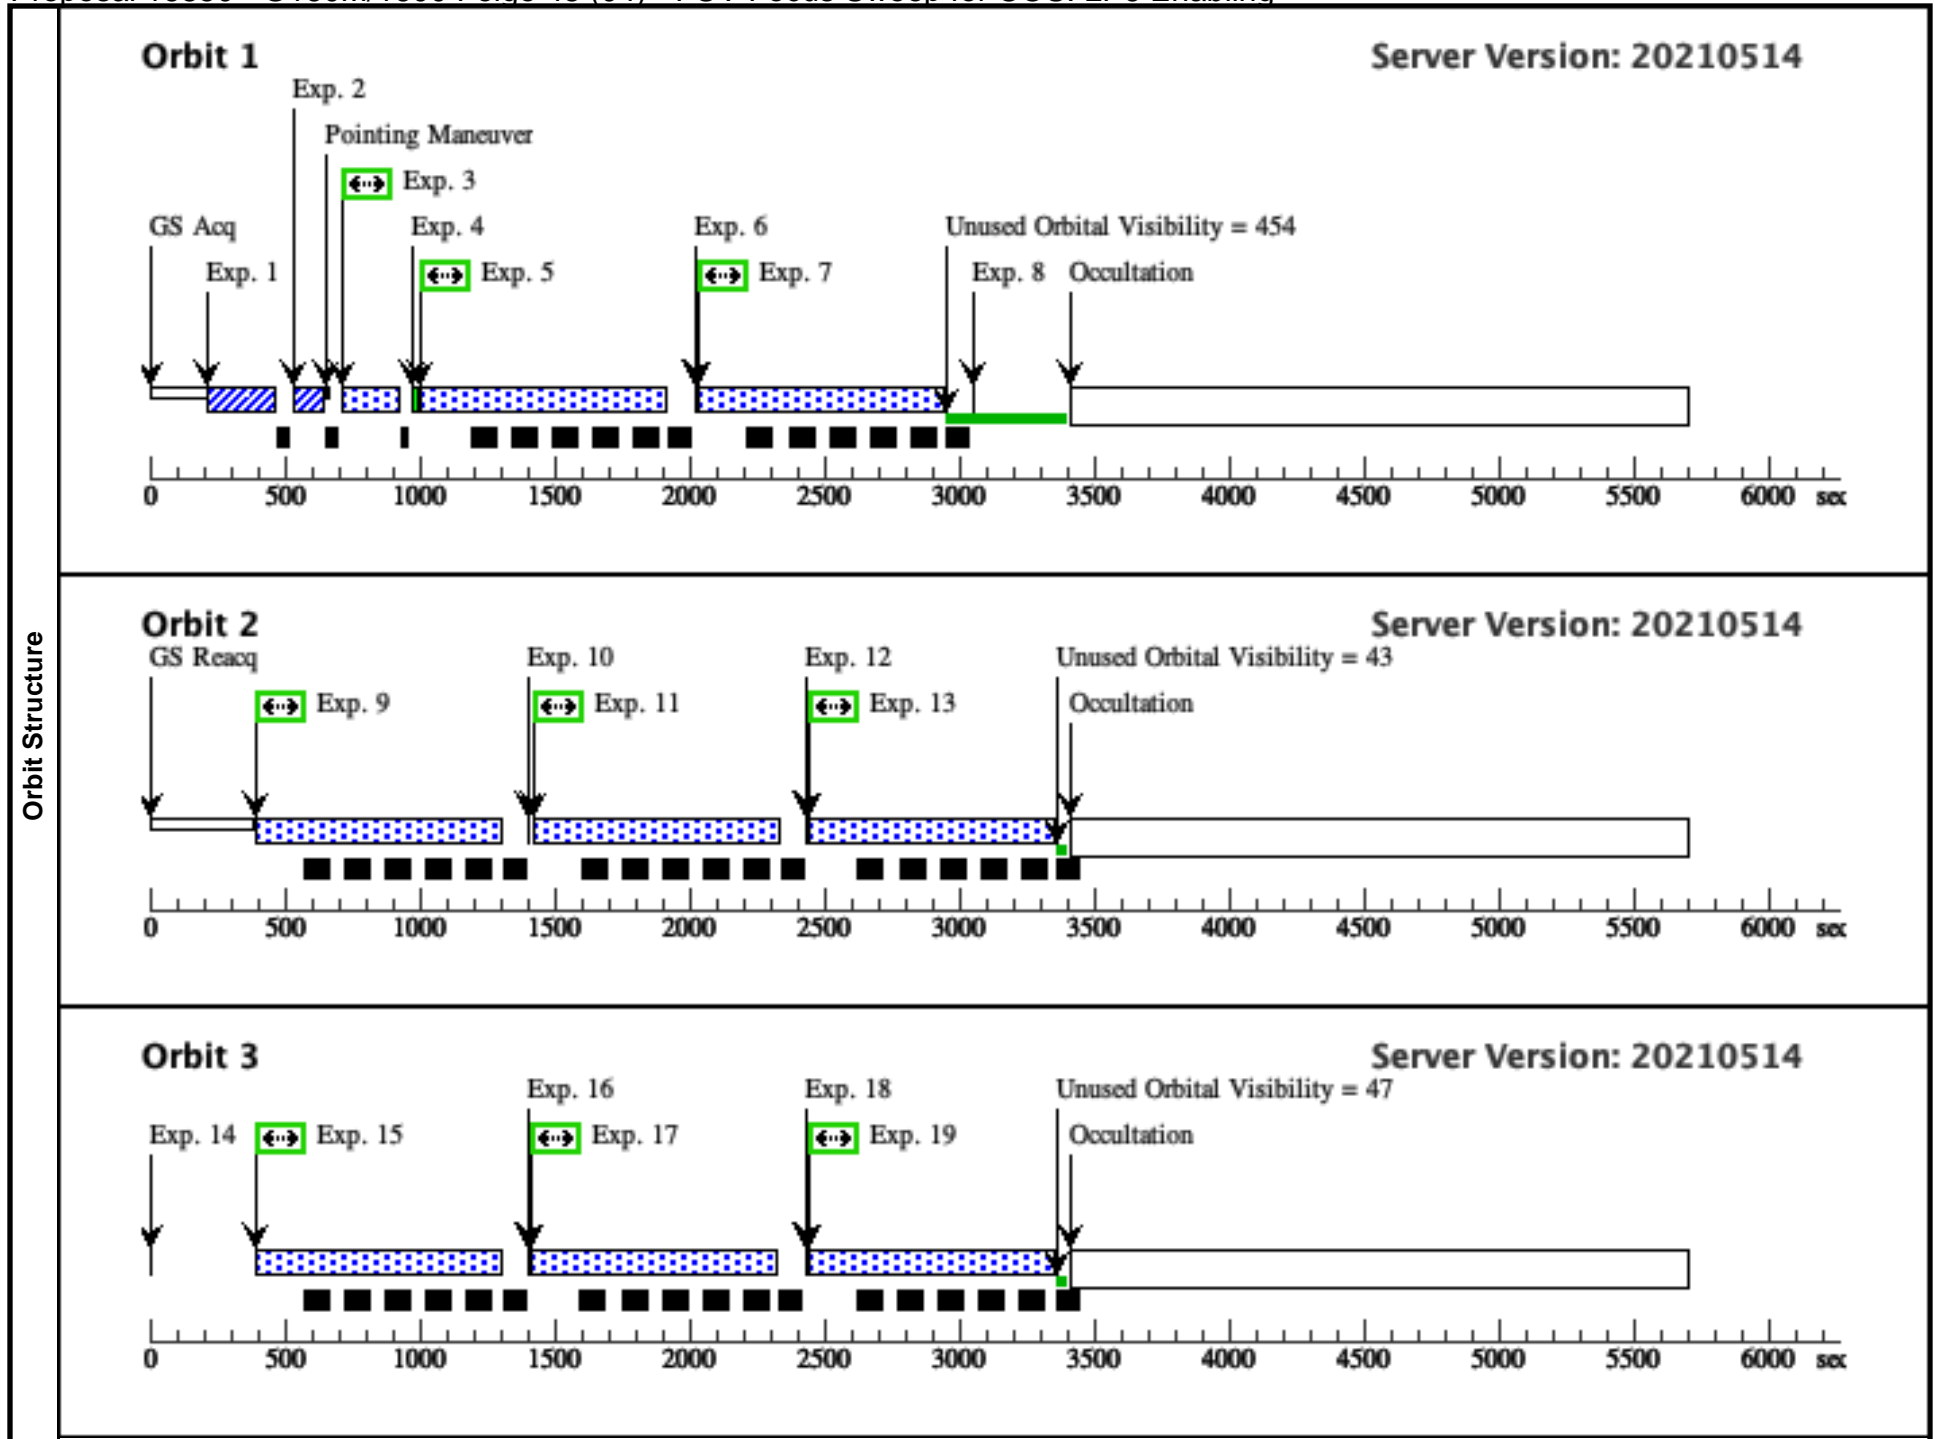 Orbit Structure
Orbit 1 Server Version: 20210514
Exp. 2
Pointing Maneuver
Exp. 3
GS Acq Exp. 4 Exp. 6 Unused Orbital Visibility = 454
Exp. 1 Exp. 5 Exp. 7 Exp. 8 Occultation
0 500 1000 1500 2000 2500 3000 3500 4000 4500 5000 5500 6000 sec
Orbit 2 Server Version: 20210514
GS Reacq Exp. 10 Exp. 12 Unused Orbital Visibility = 43
Exp. 9 Exp. 11 Exp. 13 Occultation
0 500 1000 1500 2000 2500 3000 3500 4000 4500 5000 5500 6000 sec
Orbit 3 Server Version: 20210514
Exp. 16 Exp. 18 Unused Orbital Visibility = 47
Exp. 14 Exp. 15 Exp. 17 Exp. 19 Occultation
0 500 1000 1500 2000 2500 3000 3500 4000 4500 5000 5500 6000 sec